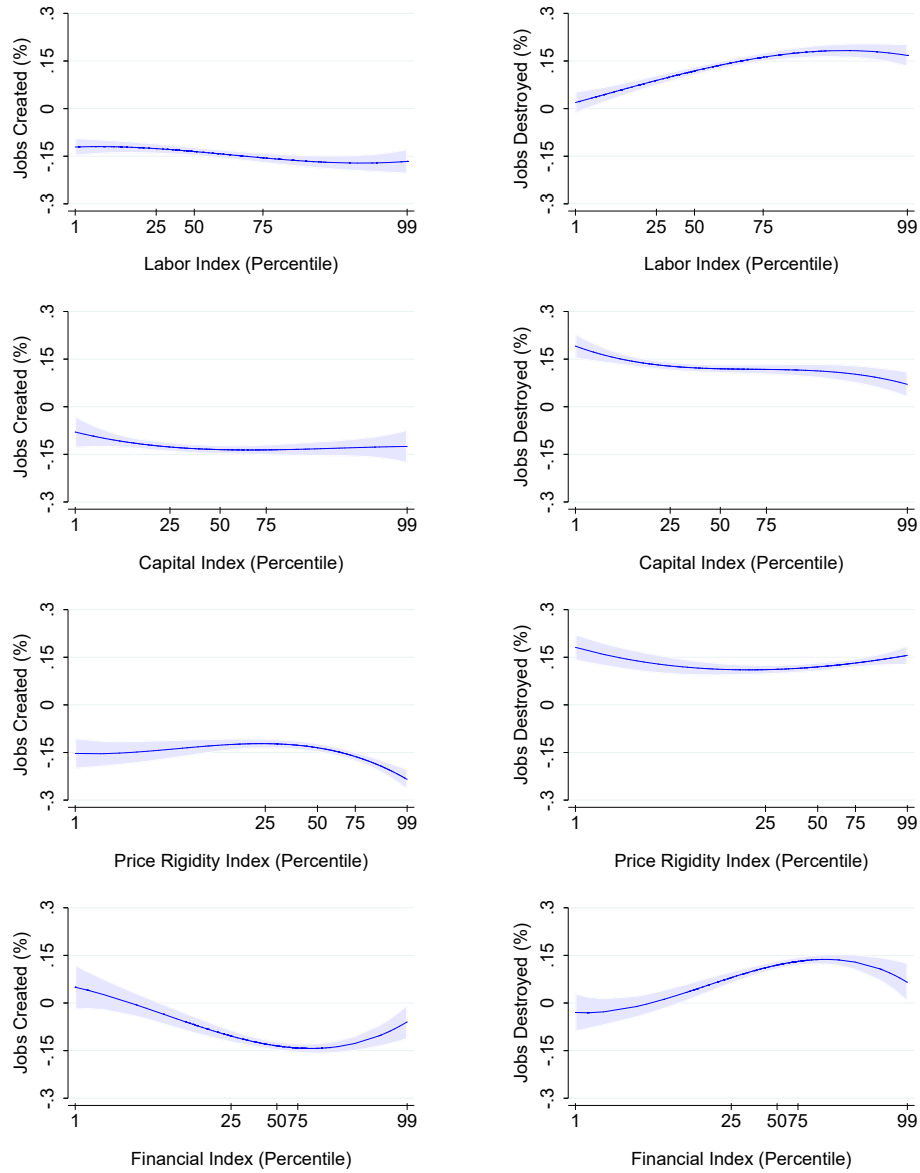 Jobs Created (%)
.3
.15
0
-.15
-.3
1 25 50 75 99
Labor Index (Percentile)
Jobs Destroyed (%)
.3
.15
0
-.15
-.3
1 25 50 75 99
Labor Index (Percentile)
Jobs Created (%)
.3
.15
0
-.15
-.3
1 25 50 75 99
Capital Index (Percentile)
Jobs Destroyed (%)
.3
.15
0
-.15
-.3
1 25 50 75 99
Capital Index (Percentile)
Jobs Created (%)
.3
.15
0
-.15
-.3
1 25 50 75 99
Price Rigidity Index (Percentile)
Jobs Destroyed (%)
.3
.15
0
-.15
-.3
1 25 50 75 99
Price Rigidity Index (Percentile)
Jobs Created (%)
.3
.15
0
-.15
-.3
1 25 5075 99
Financial Index (Percentile)
Jobs Destroyed (%)
.3
.15
0
-.15
-.3
1 25 5075 99
Financial Index (Percentile)